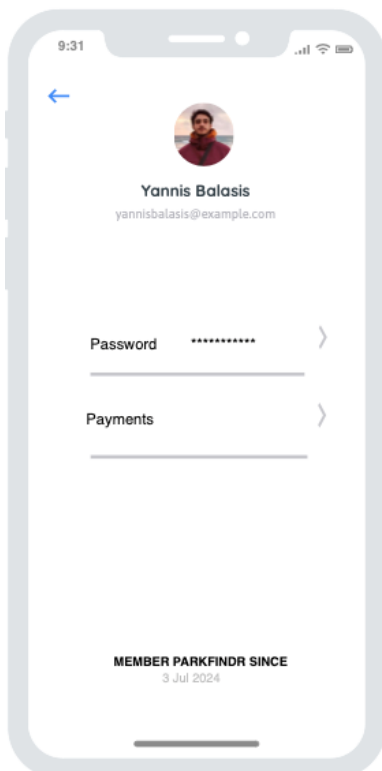 9:31
Yannis Balasis
yannisbalasis@example.com
Password ***********
Payments
MEMBER PARKFINDR SINCE
3 Jul 2024